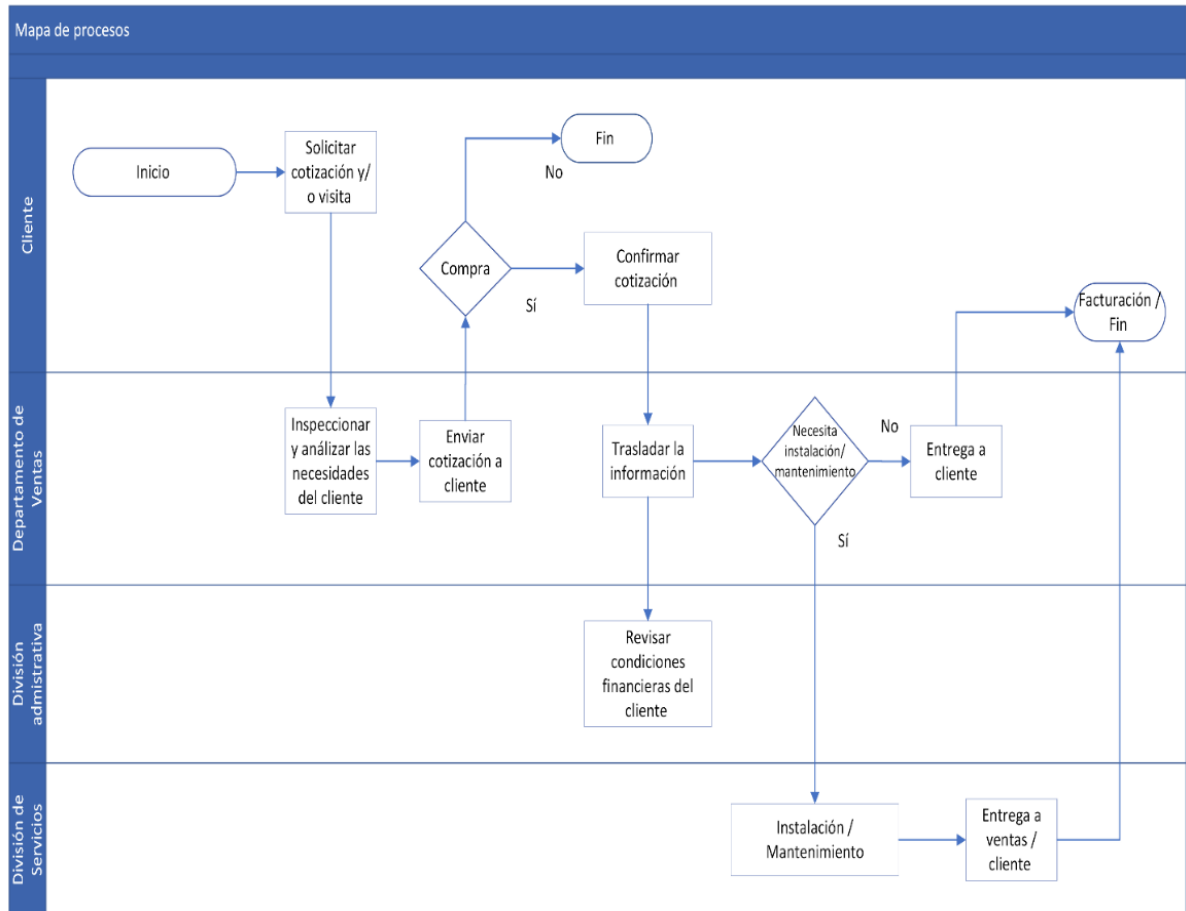 Mapa de procesos
Cliente
Inicio
Solicitar
cotización y/
o visita
Fin
No
Compra
Sí
Confirmar
cotización
Facturación /
Fin
Departamento de
Ventas
Inspeccionar
y análizar las
necesidades
del cliente
Enviar
cotización a
cliente
Trasladar la
información
Necesita
instalación/
mantenimiento
No
Sí
Entrega a
cliente
División
admistrativa
Revisar
condiciones
financieras del
cliente
División de
Servicios
Instalación /
Mantenimiento
Entrega a
ventas /
cliente